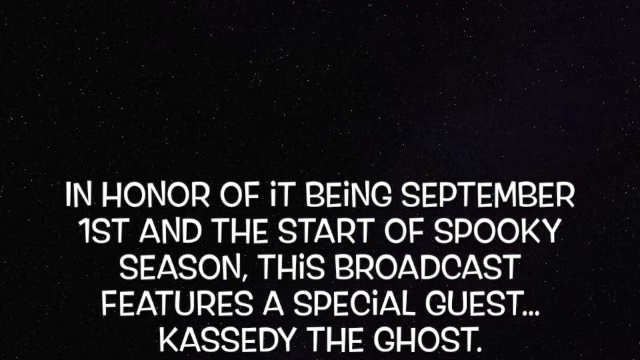 IN HONOR OF iT BEiNG SEPTEMBER
1ST AND THE START OF SPOOKY
SEASON, THiS BROADCAST
FEATURES A SPECiAL GUEST...
KASSEDY THE GHOST.